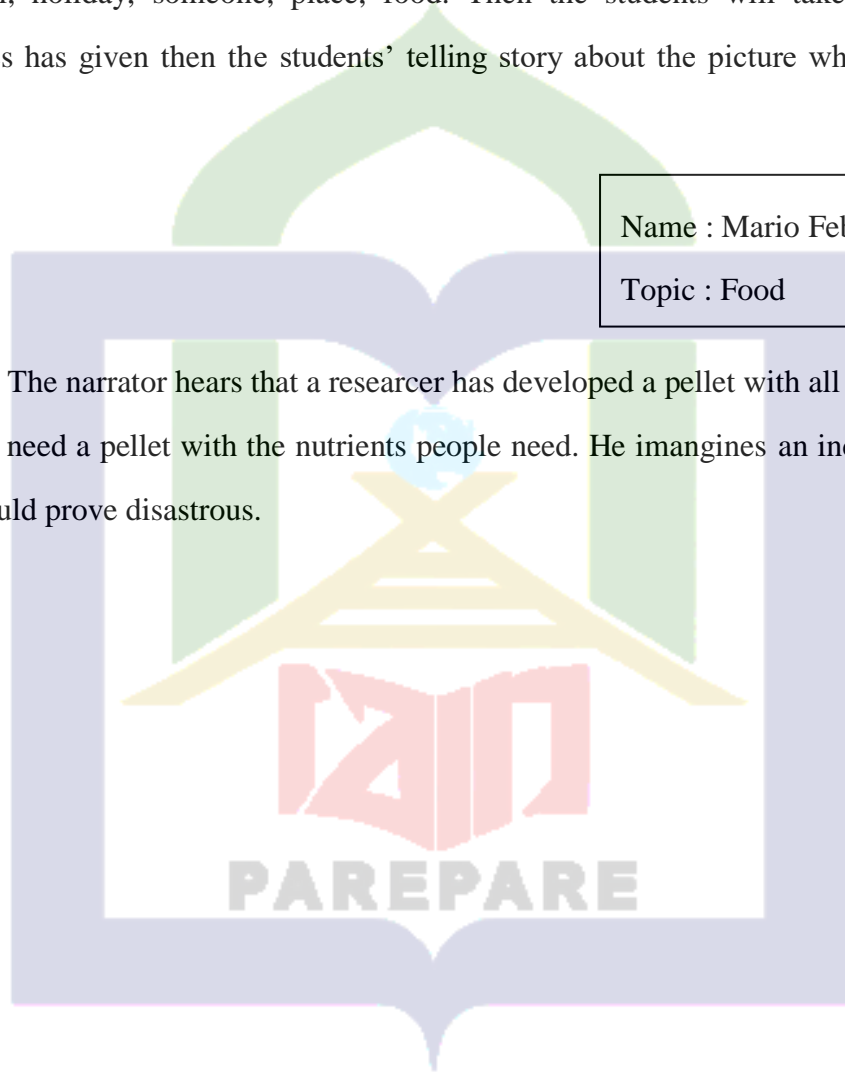 holiday, someone, place, food. Then the students will take
s has given then the students’ telling story about the picture wh
Name : Mario Feb
Topic : Food
The narrator hears that a researcer has developed a pellet with all
need a pellet with the nutrients people need. He imangines an inc
uld prove disastrous.
PAREPARE